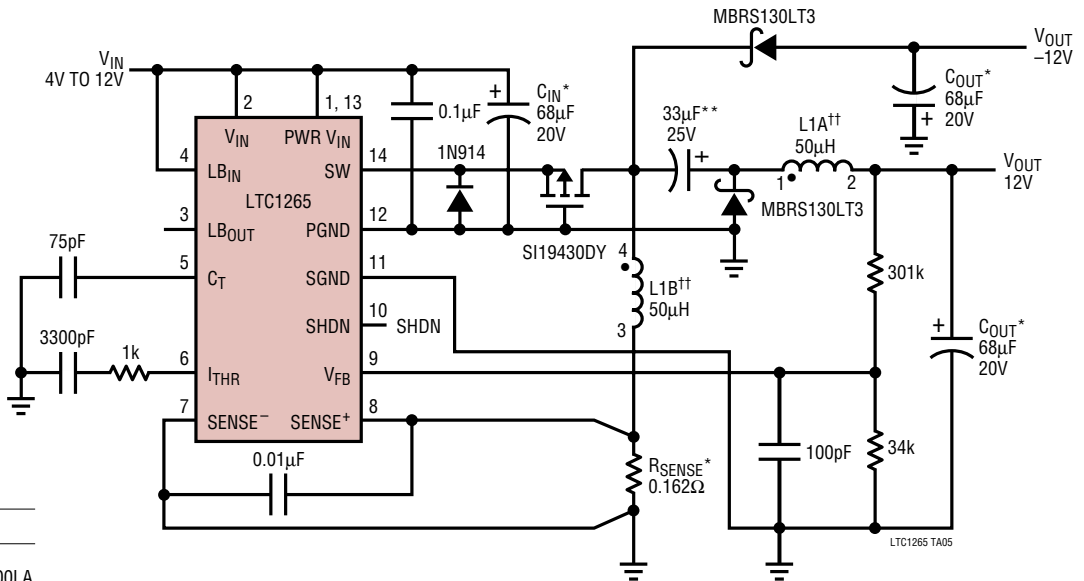 MBRS130LT3
VIN
4V TO 12V
VOUT
–12V
2
1, 13
0.1µF
+
CIN*
68µF
20V
33µF**
25V
+
L1A††
50µH
COUT*
68µF
20V
+
VIN
PWR VIN
4
LBIN
SW
14
1N914
1
2
VOUT
12V
LTC1265
MBRS130LT3
3
LBOUT
PGND
12
SI19430DY
4
75pF
5
CT
SGND
11
L1B††
50µH
301k
SHDN
10
SHDN
3
+
COUT*
68µF
20V
3300pF
1k
6
ITHR
VFB
9
7
SENSE–
SENSE+
8
0.01µF
RSENSE*
0.162Ω
100pF
34k
LTC1265 TA05
00LA